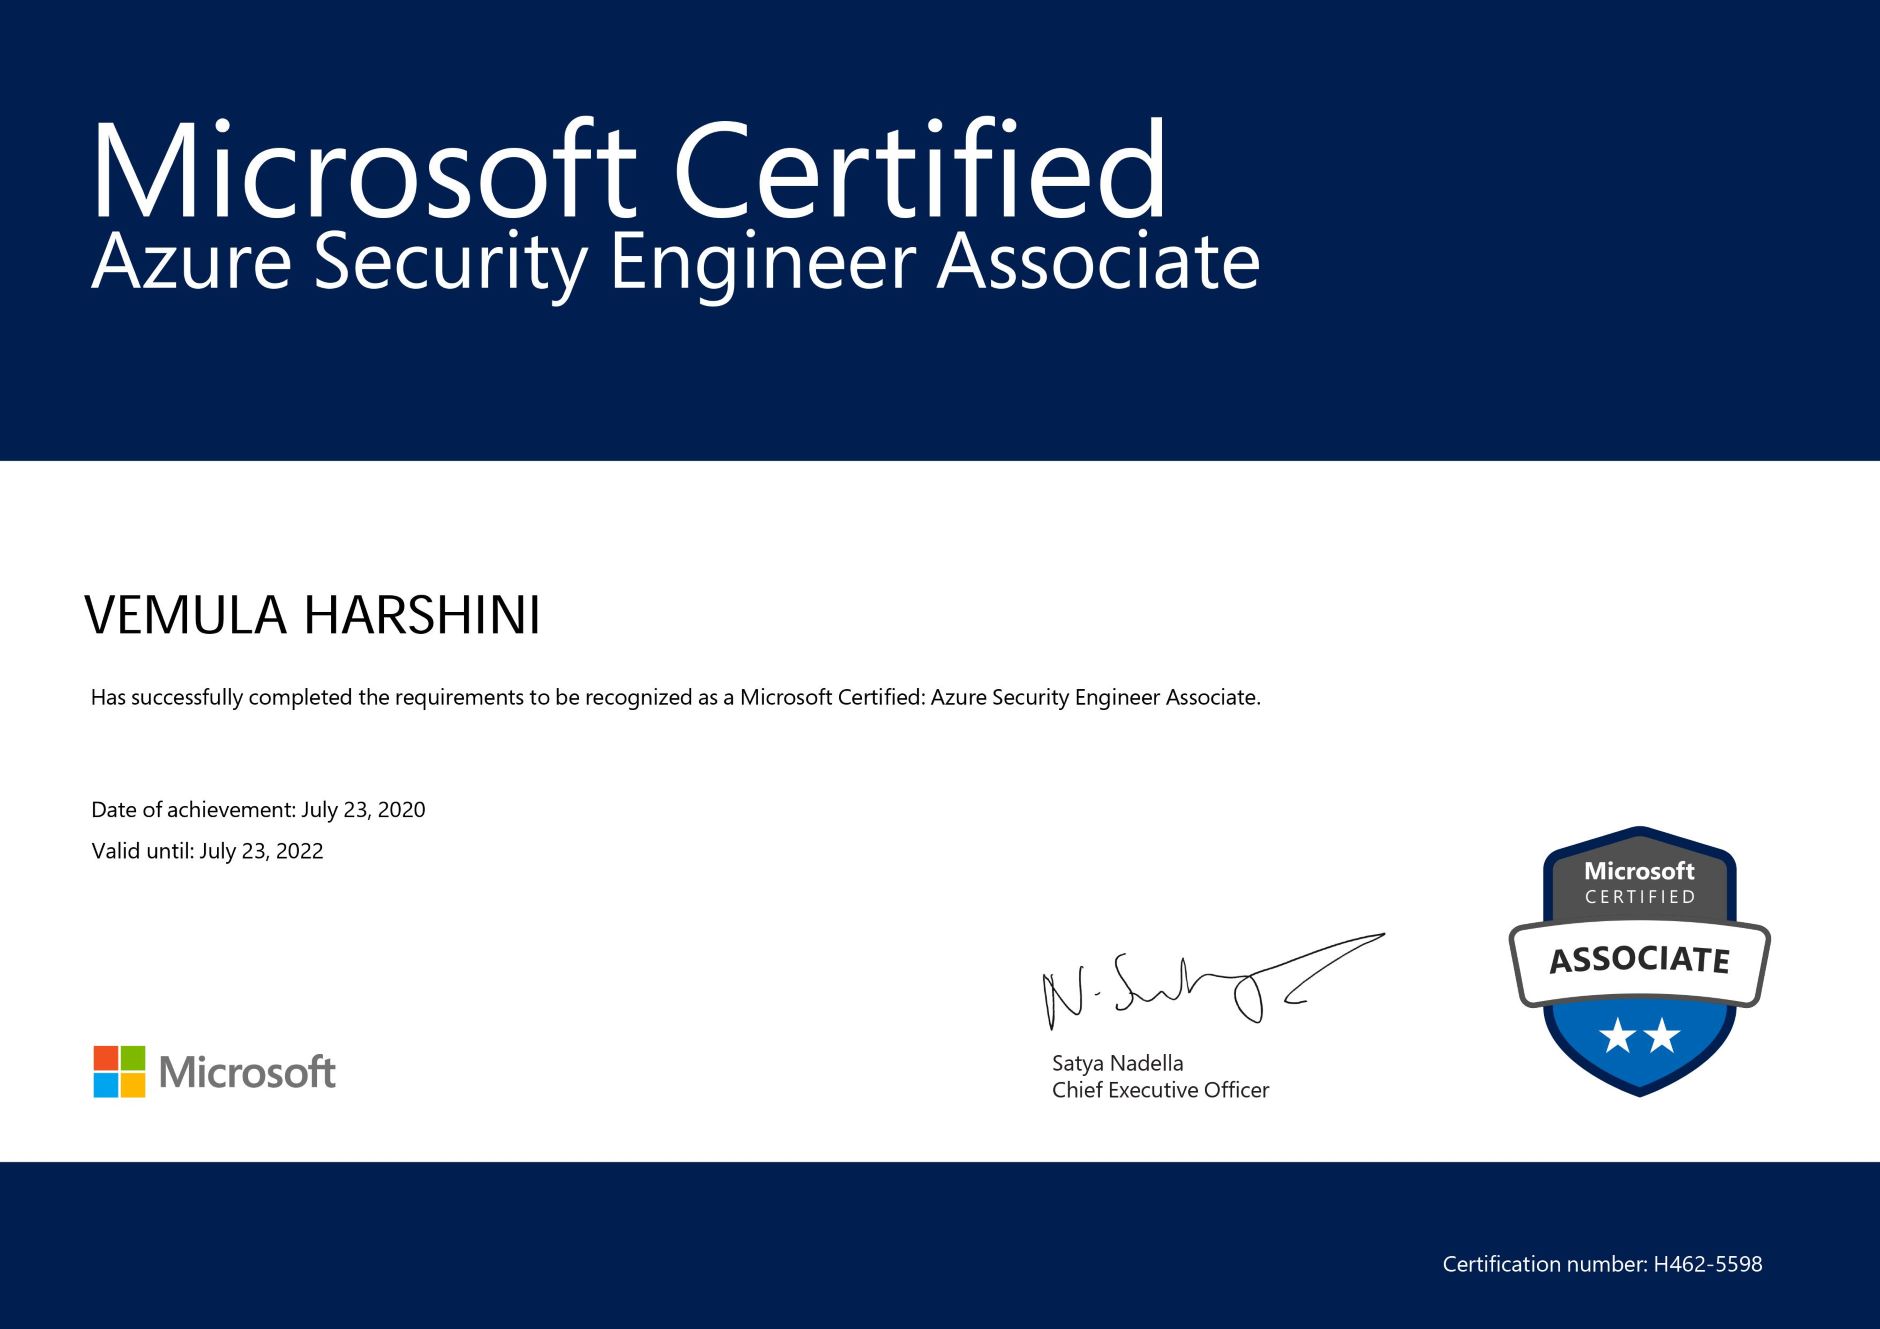 Microsoft Certified
Azure Security Engineer Associate
VEMULA HARSHINI
Has successfully completed the requirements to be recognized as a Microsoft Certified: Azure Security Engineer Associate.
Date of achievement: July 23, 2020
Valid until: July 23, 2022
Microsoft
CERTIFIED
ASSOCIATE
Satya Nadella
Chief Executive Officer
Microsoft
Certification number: H462-5598